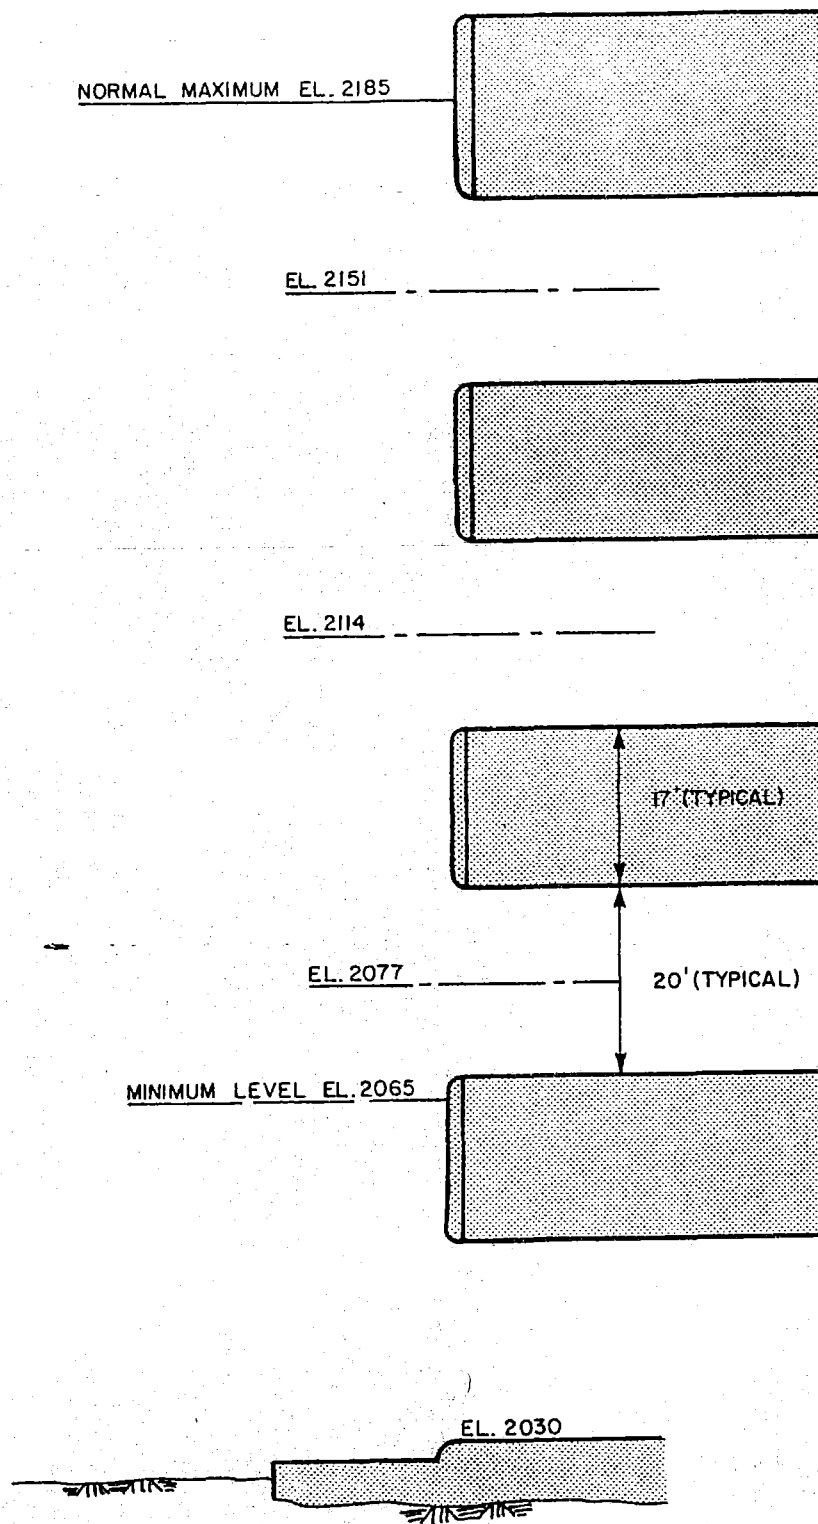 NORMAL MAXIMUM EL. 2185
EL. 2151
EL. 2114
17'(TYPICAL)
EL. 2077
20'(TYPICAL)
MINIMUM LEVEL EL. 2065
EL. 2030